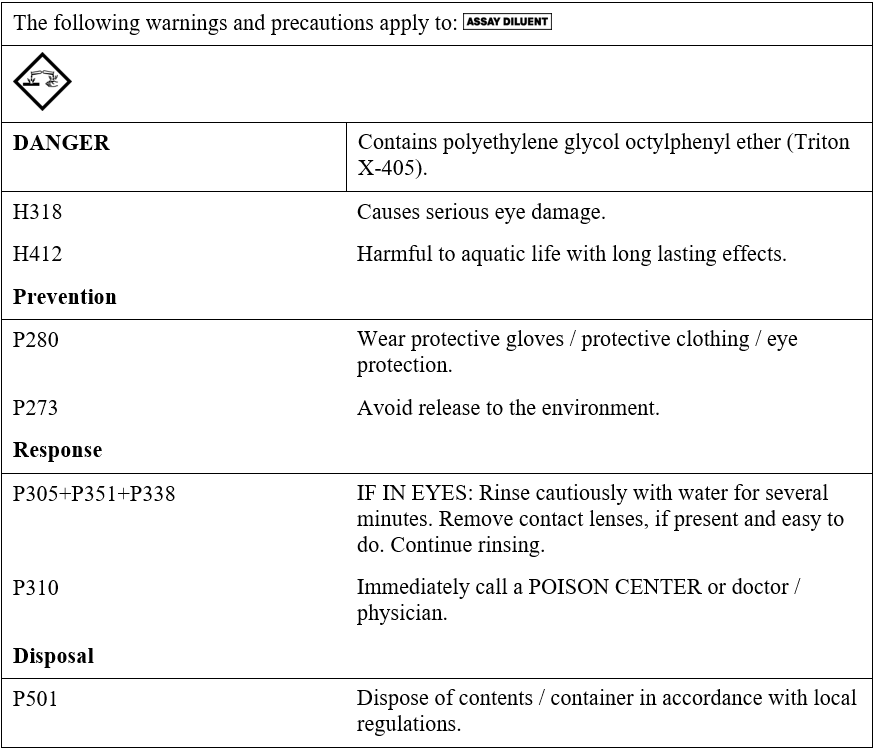 The following warnings and precautions apply to: ASSAY DILUENT
DANGER
Contains polyethylene glycol octylphenyl ether (Triton
X-405).
H318
Causes serious eye damage.
H412
Harmful to aquatic life with long lasting effects.
Prevention
P280
Wear protective gloves / protective clothing / eye
protection.
P273
Avoid release to the environment.
Response
P305+P351+P338
IF IN EYES: Rinse cautiously with water for several
minutes. Remove contact lenses, if present and easy to
do. Continue rinsing.
P310
Immediately call a POISON CENTER or doctor /
physician.
Disposal
P501
Dispose of contents / container in accordance with local
regulations.